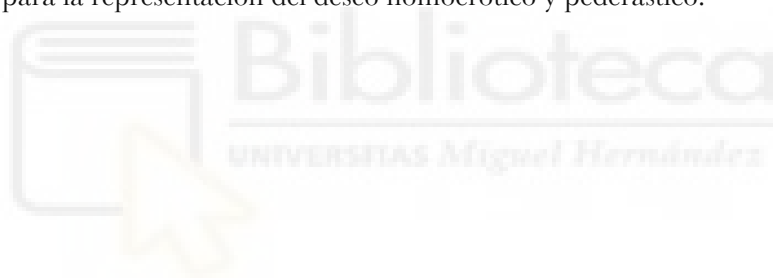 para la representación del deseo homoerótico y pederástico.
Biblioteca
UNIVERSITAS Miguel Hernández